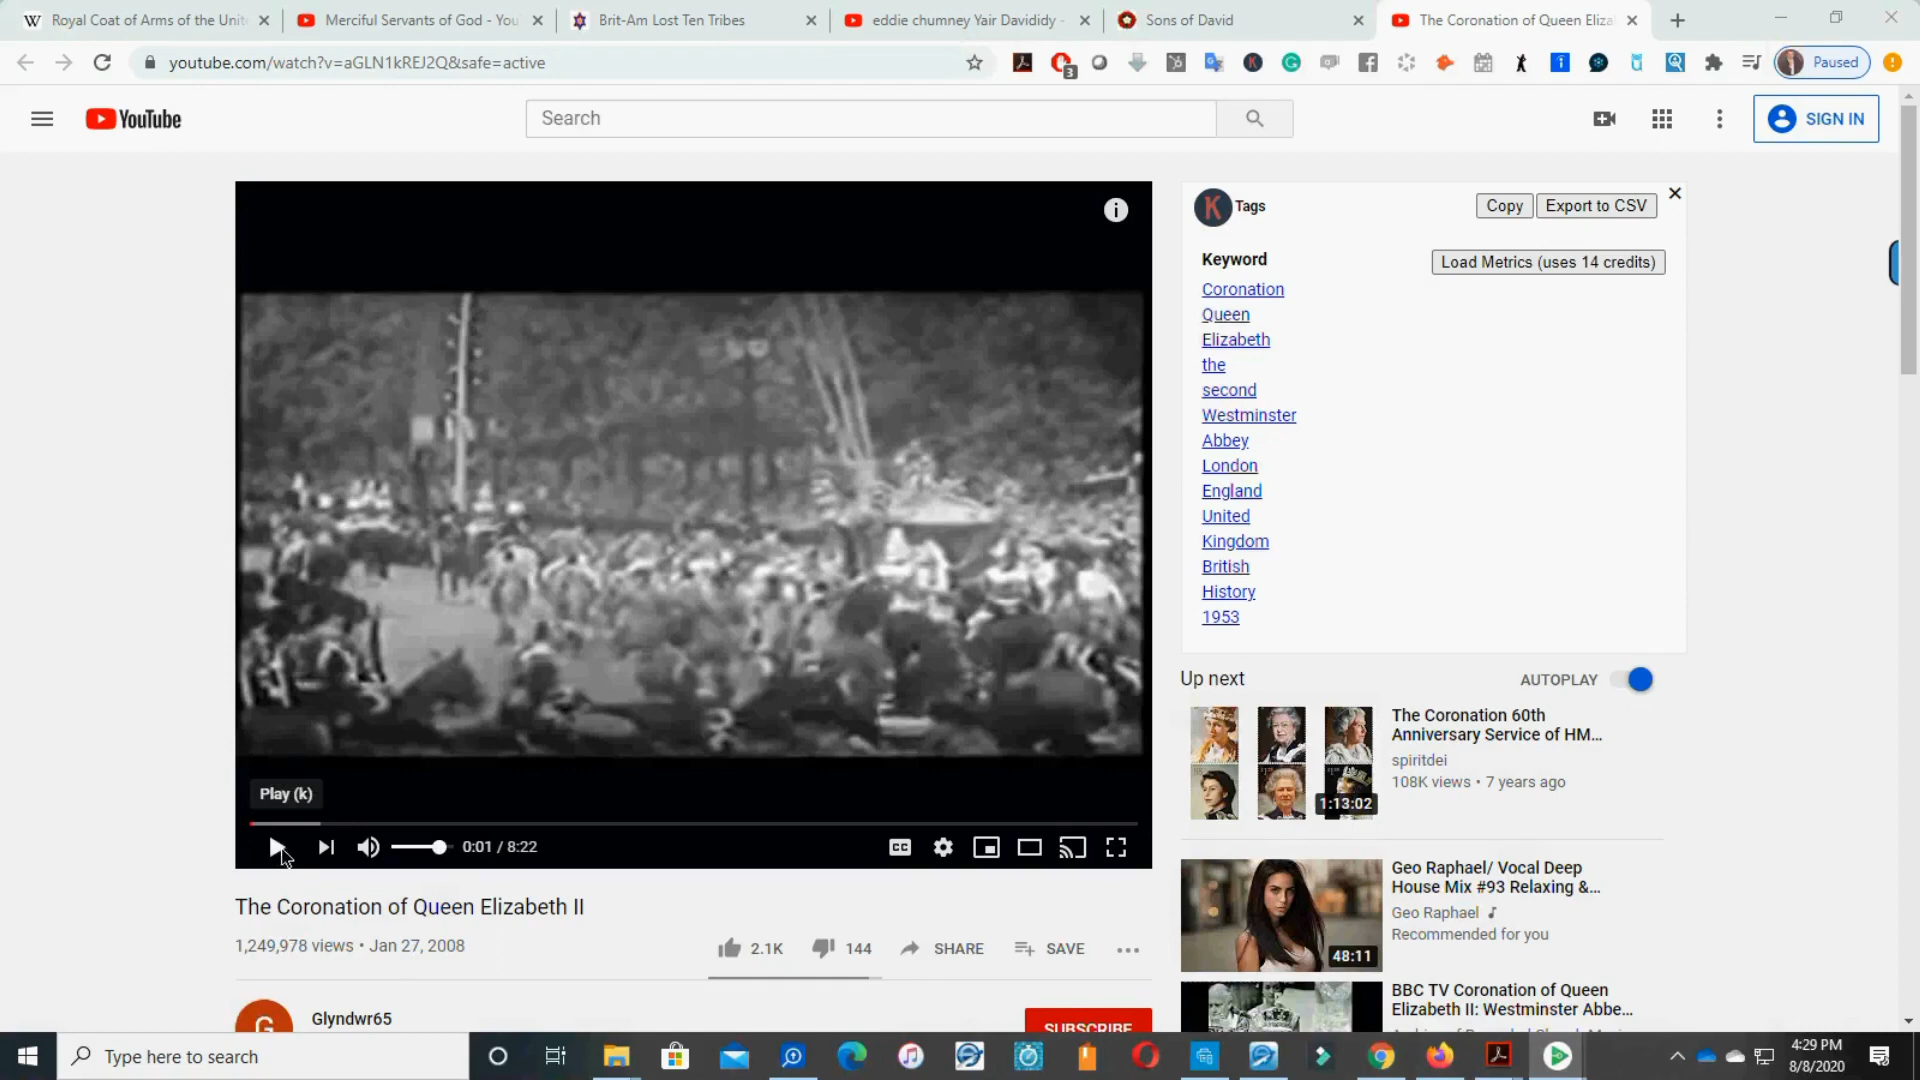 Royal Coat of Arms of the Unite
Merciful Servants of God - You
Brit-Am Lost Ten Tribes
eddie chumney Yair Davididy -
Sons of David
The Coronation of Queen Eliza
youtube.com/watch?v=aGLN1kREJ2Q&safe=active
3
Paused
YouTube
Search
SIGN IN
K Tags
Copy
Export to CSV
Keyword
Load Metrics (uses 14 credits)
Coronation
Queen
Elizabeth
the
second
Westminster
Abbey
London
England
United
Kingdom
British
History
1953
Up next
AUTOPLAY
The Coronation 60th
Anniversary Service of HM...
spiritdei
108K views • 7 years ago
1:13:02
Play (k)
0:01 / 8:22
CC
Geo Raphael/ Vocal Deep
House Mix #93 Relaxing &...
Geo Raphael
Recommended for you
48:11
The Coronation of Queen Elizabeth II
1,249,978 views • Jan 27, 2008
2.1K
144
SHARE
SAVE
BBC TV Coronation of Queen
Elizabeth II: Westminster Abbe...
G
Glyndwr65
SUBSCRIBE
Type here to search
4:29 PM
8/8/2020